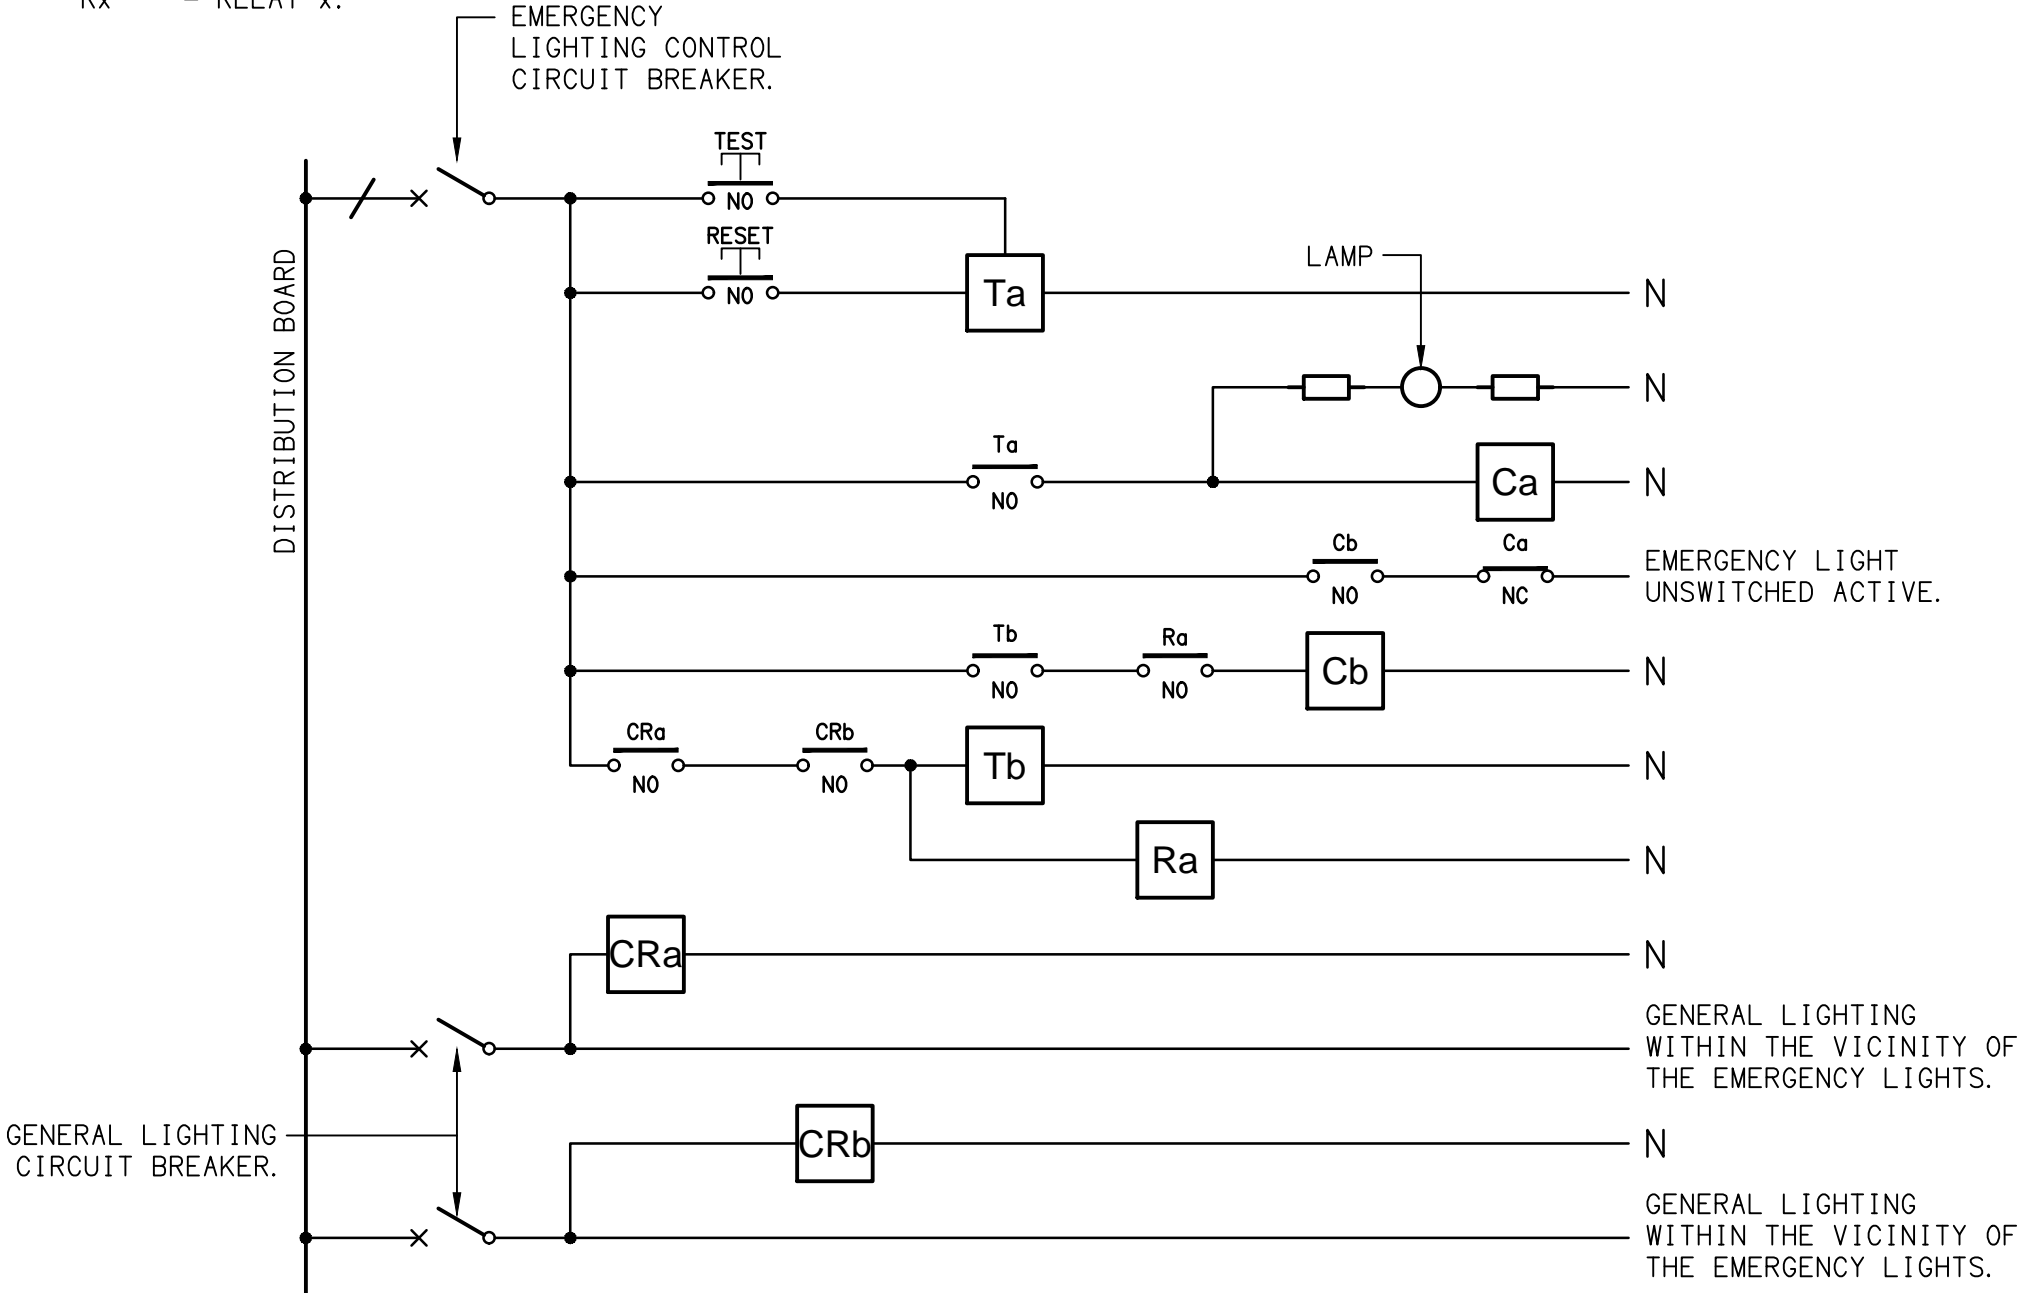 Rx = RELAY x.
EMERGENCY
LIGHTING CONTROL
CIRCUIT BREAKER.
TEST
NO
RESET
NO
Ta
N
LAMP
N
DISTRIBUTION BOARD
Ta
NO
Ca
N
Cb
NO
Ca
NC
EMERGENCY LIGHT
UNSWITCHED ACTIVE.
Tb
NO
Ra
NO
Cb
N
CRa
NO
CRb
NO
Tb
N
Ra
N
CRa
N
GENERAL LIGHTING
WITHIN THE VICINITY OF
THE EMERGENCY LIGHTS.
GENERAL LIGHTING
CIRCUIT BREAKER.
CRb
N
GENERAL LIGHTING
WITHIN THE VICINITY OF
THE EMERGENCY LIGHTS.